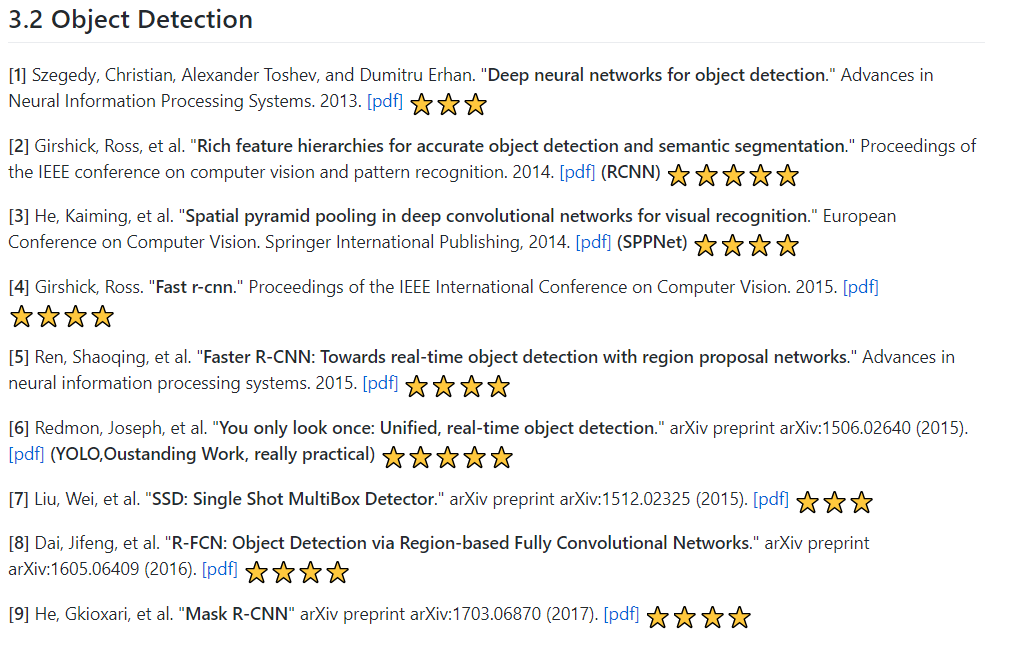 3.2 Object Detection
[1] Szegedy, Christian, Alexander Toshev, and Dumitru Erhan. "Deep neural networks for object detection." Advances in
Neural Information Processing Systems. 2013. [pdf]
[2] Girshick, Ross, et al. "Rich feature hierarchies for accurate object detection and semantic segmentation." Proceedings of
the IEEE conference on computer vision and pattern recognition. 2014. [pdf] (RCNN)
[3] He, Kaiming, et al. "Spatial pyramid pooling in deep convolutional networks for visual recognition." European
Conference on Computer Vision. Springer International Publishing, 2014. [pdf] (SPPNet)
[4] Girshick, Ross. "Fast r-cnn." Proceedings of the IEEE International Conference on Computer Vision. 2015. [pdf]
[5] Ren, Shaoqing, et al. "Faster R-CNN: Towards real-time object detection with region proposal networks." Advances in
neural information processing systems. 2015. [pdf]
[6] Redmon, Joseph, et al. "You only look once: Unified, real-time object detection." arXiv preprint arXiv:1506.02640 (2015).
[pdf] (YOLO,Oustanding Work, really practical)
[7] Liu, Wei, et al. "SSD: Single Shot MultiBox Detector." arXiv preprint arXiv:1512.02325 (2015). [pdf]
[8] Dai, Jifeng, et al. "R-FCN: Object Detection via Region-based Fully Convolutional Networks." arXiv preprint
arXiv:1605.06409 (2016). [pdf]
[9] He, Gkioxari, et al. "Mask R-CNN" arXiv preprint arXiv:1703.06870 (2017). [pdf]